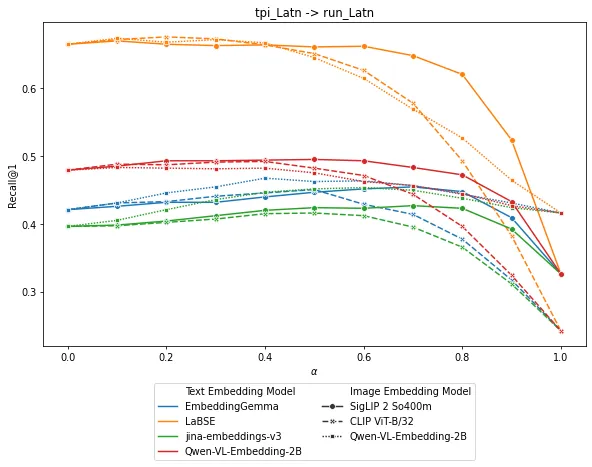 tpi_Latn -> run_Latn
Recall@1
0.6
0.5
0.4
0.3
0.0 0.2 0.4 0.6 0.8 1.0
α
Text Embedding Model Image Embedding Model
EmbeddingGemma SigLIP 2 So400m
LaBSE CLIP ViT-B/32
jina-embeddings-v3 Qwen-VL-Embedding-2B
Qwen-VL-Embedding-2B